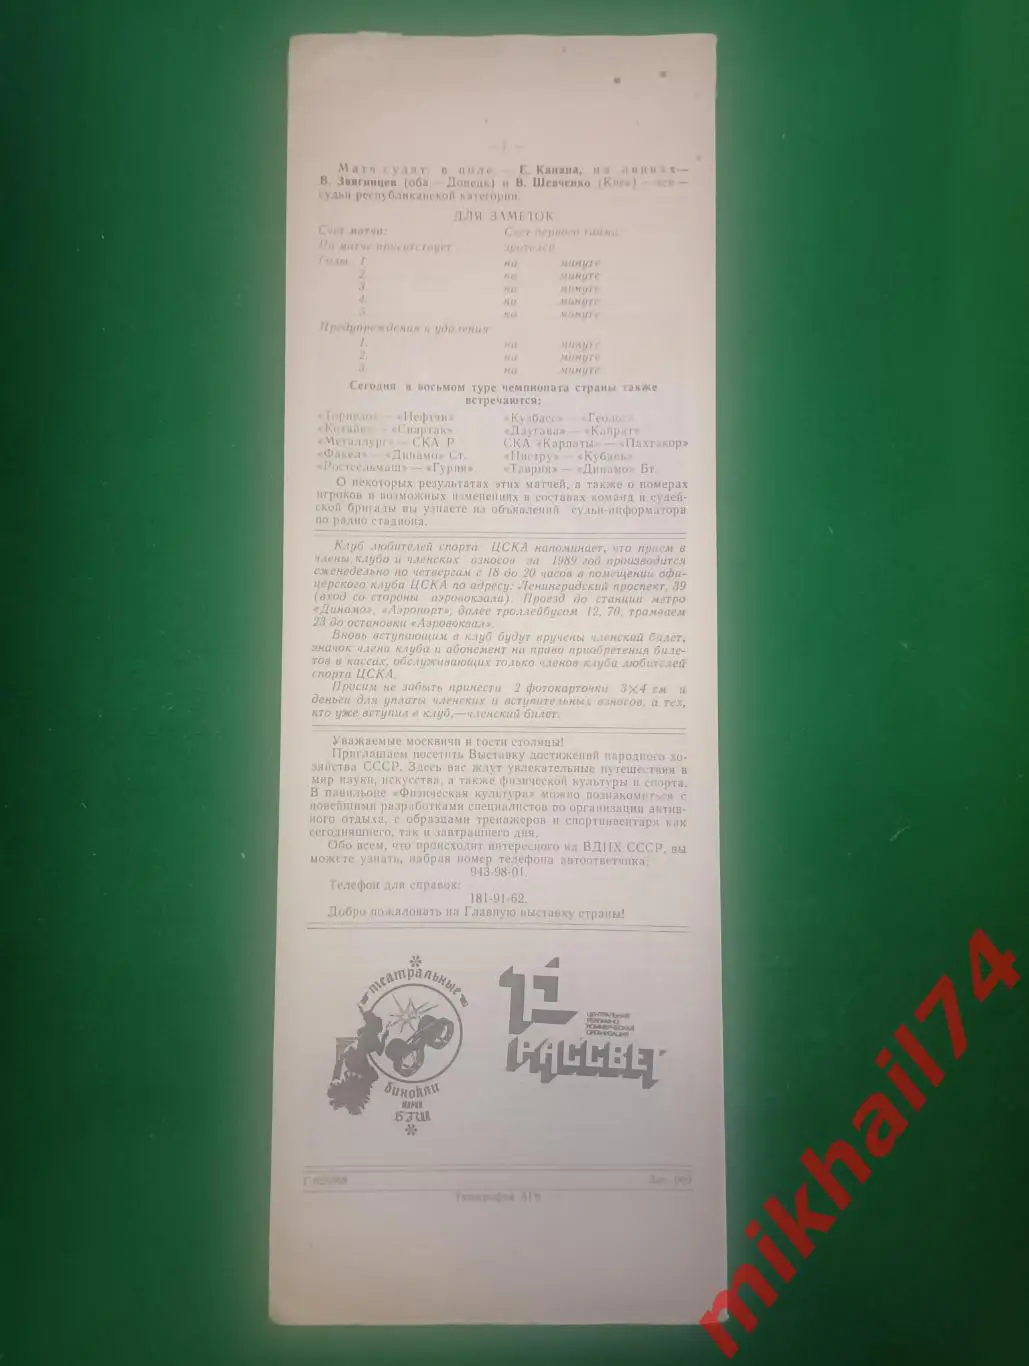 Матч судят: в поле — Е. Канана, на линиях—
В. Звягинцев (оба — Донецк) и В. Шевченко (Киев) — все —
судьи республиканской категории.
ДЛЯ ЗАМЕТОК
Счет матча: Счет первого тайма
На матче присутствует зрителей
Голы 1 на минуте
2 на минуте
3 на минуте
4. на минуте
5. на минуте
Предупреждения и удаления
1. на минуте
2. на минуте
3 на минуте
Сегодня в восьмом туре чемпионата страны также
встречаются:
«Торпедо» — «Нефтчи» «Кузбасс» — «Геолог»
«Котайк» — «Спартак» «Даугава» — «Кайрат»
«Металлург» — СКА Р. СКА «Карпаты» — «Пахтакор»
«Факел» — «Динамо» Ст. «Нистру» — «Кубань»
«Ростсельмаш» — «Гурия» «Таврия» — «Динамо» Бт.
О некоторых результатах этих матчей, а также о номерах
игроков и возможных изменениях в составах команд и судей-
ской бригады вы узнаете из объявлений судьи-информатора
по радио стадиона.
Клуб любителей спорта ЦСКА напоминает, что прием в
члены клуба и членских взносов за 1989 год производится
еженедельно по четвергам с 18 до 20 часов в помещении офи-
церского клуба ЦСКА по адресу: Ленинградский проспект, 39
(вход со стороны аэровокзала). Проезд до станции метро
«Динамо», «Аэропорт», далее троллейбусом 12, 70, трамваем
23 до остановки «Аэровокзал».
Вновь вступающим в клуб будут вручены членский билет,
значок члена клуба и абонемент на право приобретения биле-
тов в кассах, обслуживающих только членов клуба любителей
спорта ЦСКА.
Просим не забыть принести 2 фотокарточки 3×4 см и
деньги для уплаты членских и вступительных взносов, а тех,
кто уже вступил в клуб,—членский билет.
Уважаемые москвичи и гости столицы!
Приглашаем посетить Выставку достижений народного хо-
зяйства СССР. Здесь вас ждут увлекательные путешествия в
мир науки, искусства, а также физической культуры и спорта.
В павильоне «Физическая культура» можно познакомиться с
новейшими разработками специалистов по организации актив-
ного отдыха, с образцами тренажеров и спортинвентаря как
сегодняшнего, так и завтрашнего дня.
Обо всем, что происходит интересного на ВДНХ СССР, вы
можете узнать, набрав номер телефона автоответчика:
943-98-01.
Телефон для справок:
181-91-62.
Добро пожаловать на Главную выставку страны!
театральные
бинокли
марки
БГШ
ЦЕНТРАЛЬНАЯ
РЕКЛАМНО
КОММЕРЧЕСКАЯ
ОРГАНИЗАЦИЯ
РАССВЕТ
Зак.
Типография
mikhail74